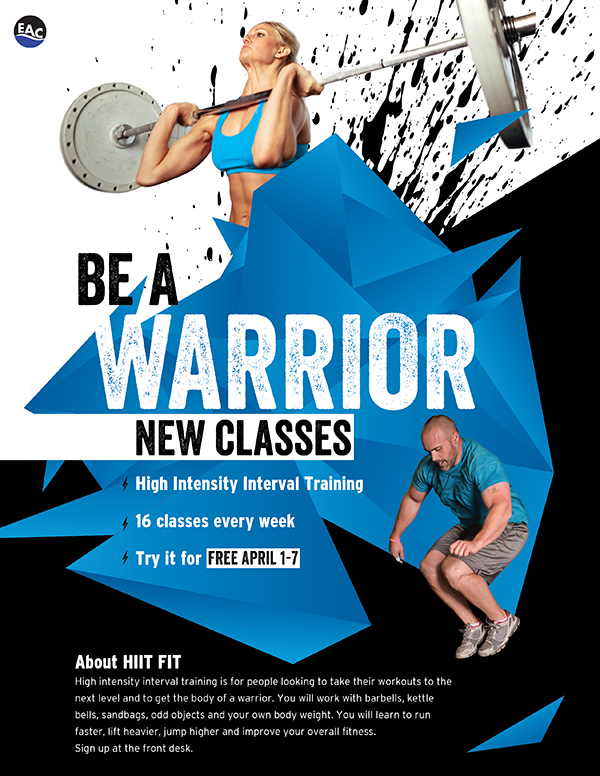 EAC
BE A
WARRIOR
NEW CLASSES
High Intensity Interval Training
16 classes every week
Try it for FREE APRIL 1-7
About HIIT FIT
High intensity interval training is for people looking to take their workouts to the
next level and to get the body of a warrior. You will work with barbells, kettle
bells, sandbags, odd objects and your own body weight. You will learn to run
faster, lift heavier, jump higher and improve your overall fitness.
Sign up at the front desk.